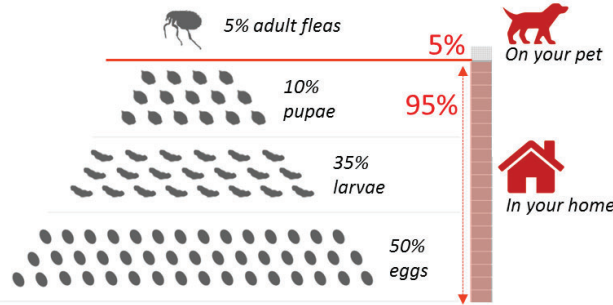 5% adult fleas
5%
On your pet
10%
pupae
95%
35%
larvae
In your home
50%
eggs